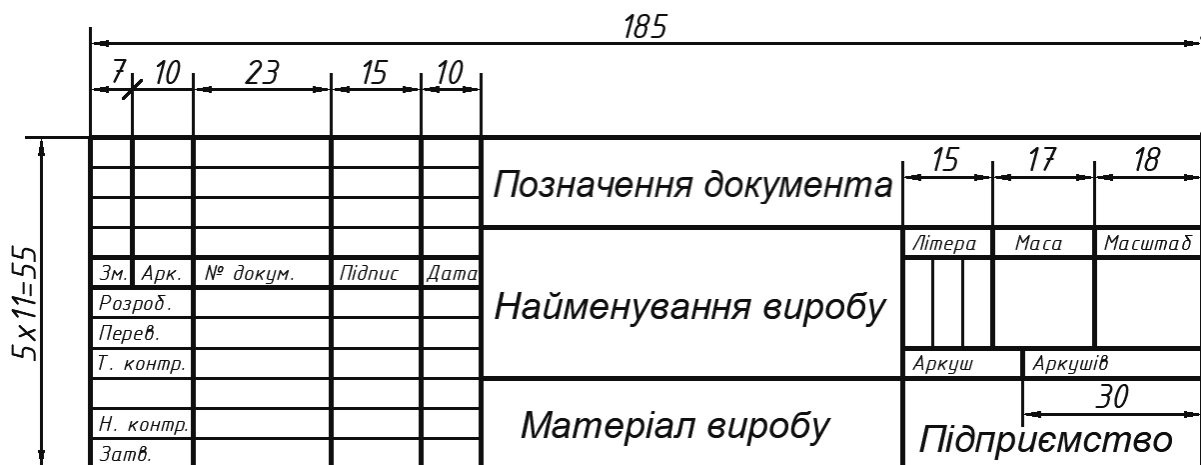 185
7 10 23 15 10
15 17 18
Позначення документа
5x11=55
Літера Маса Масштаб
Зм. Арк. № докум. Підпис Дата
Розроб.
Найменування виробу
Перев.
Т. контр.
Аркуш Аркушів
30
Н. контр.
Матеріал виробу
Підприємство
Затв.